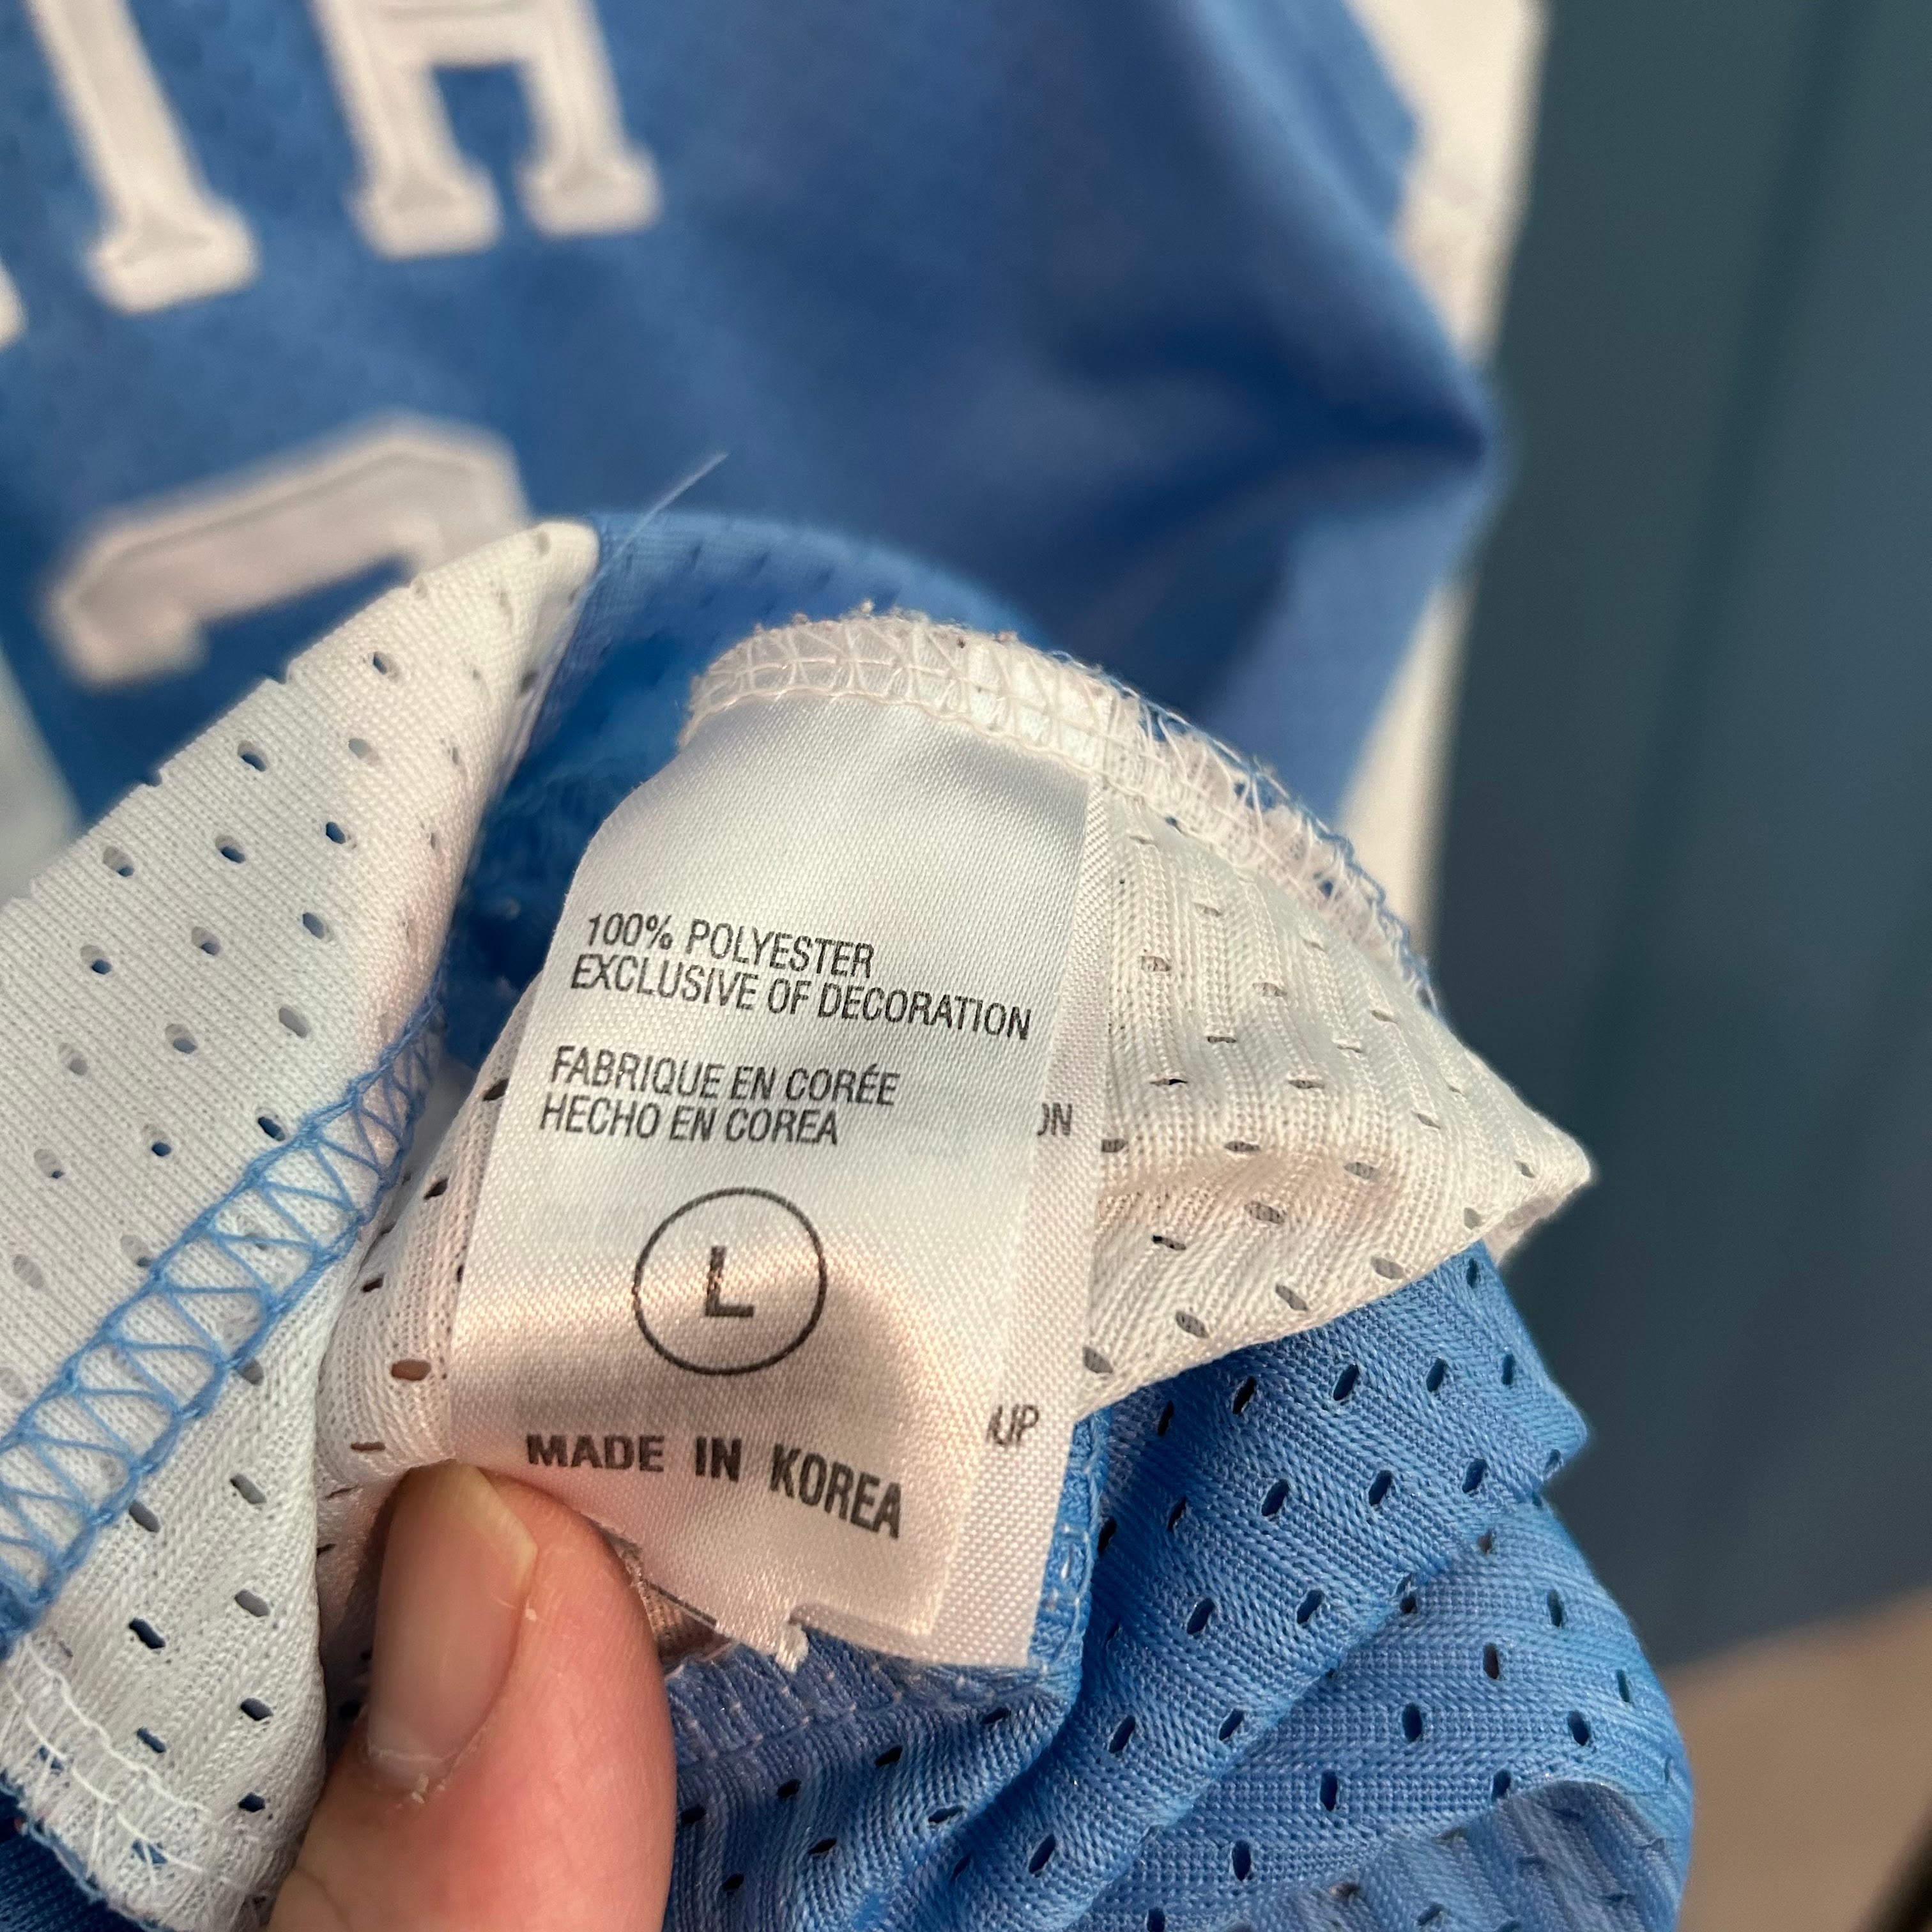 100% POLYESTER
EXCLUSIVE OF DECORATION
FABRIQUE EN CORÉE
HECHO EN COREA
L
MADE IN KOREA